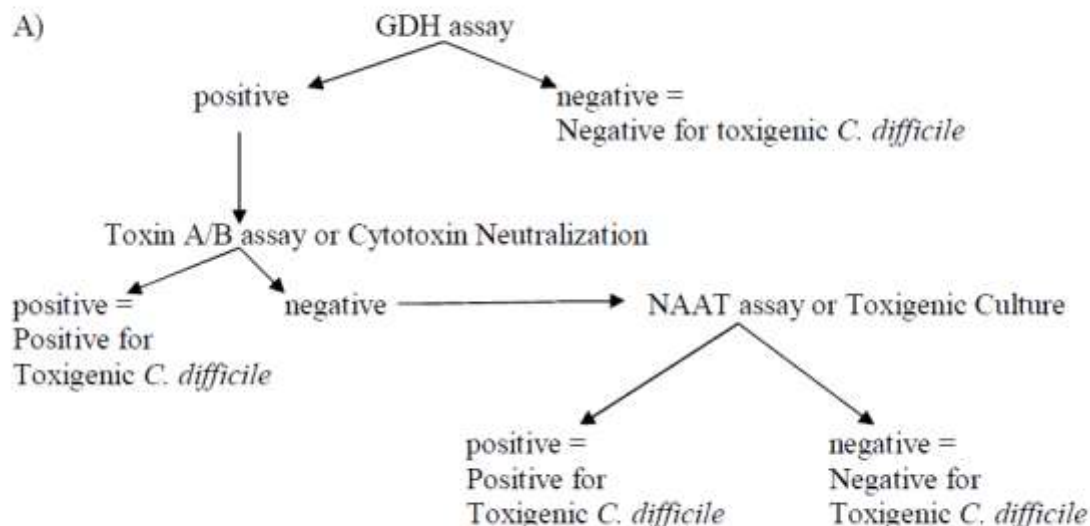 A)
GDH assay
positive
negative =
Negative for toxigenic C. difficile
Toxin A/B assay or Cytotoxin Neutralization
positive =
Positive for
Toxigenic C. difficile
negative
NAAT assay or Toxigenic Culture
positive =
Positive for
Toxigenic C. difficile
negative =
Negative for
Toxigenic C. difficile